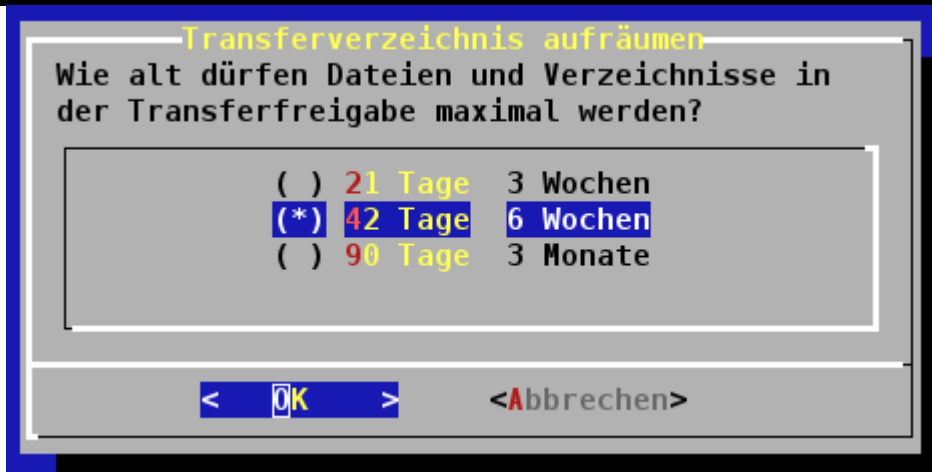 Transferverzeichnis aufräumen
Wie alt dürfen Dateien und Verzeichnisse in
der Transferfreigabe maximal werden?
( ) 21 Tage 3 Wochen
(*) 42 Tage 6 Wochen
( ) 90 Tage 3 Monate
< OK > <Abbrechen>